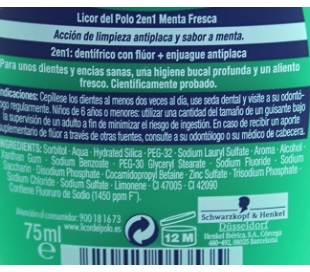 Licor del Polo 2en1 Menta Fresca
Acción de limpieza antiplaca y sabor a menta.
2en1: dentífrico con flúor + enjuague antiplaca
Para unos dientes y encías sanas, una higiene bucal profunda y un aliento
fresco. Científicamente probado.
Indicaciones: Cepíllese los dientes al menos dos veces al día, use seda dental y visite a su odontó-
logo regularmente. Niños de 6 años o menores: utilizar una cantidad del tamaño de un guisante bajo
la supervisión de un adulto a fin de minimizar el riesgo de ingestión. En caso de recibir un aporte
suplementario de flúor a través de otras fuentes, consulte a su odontólogo o su médico de cabecera.
INGREDIENTS: Sorbitol · Aqua · Hydrated Silica · PEG-32 · Sodium Lauryl Sulfate · Aroma · Alcohol ·
Xanthan Gum · Sodium Benzoate · PEG-30 Glyceryl Stearate · Sodium Fluoride · Sodium
Saccharin · Disodium Phosphate · Cocamidopropyl Betaine · Zinc Sulfate · Trisodium Phosphate ·
Sodium Chloride · Sodium Sulfate · Limonene · CI 47005 · CI 42090
Contiene Fluoruro de Sodio (1450 ppm F⁻).
Atención al consumidor: 900 18 16 73
www.licordelpolo.es
75ml e
12 M
Schwarzkopf & Henkel
Düsseldorf
Henkel Ibérica, S.A. Córcega
480-492, 08025 Barcelona